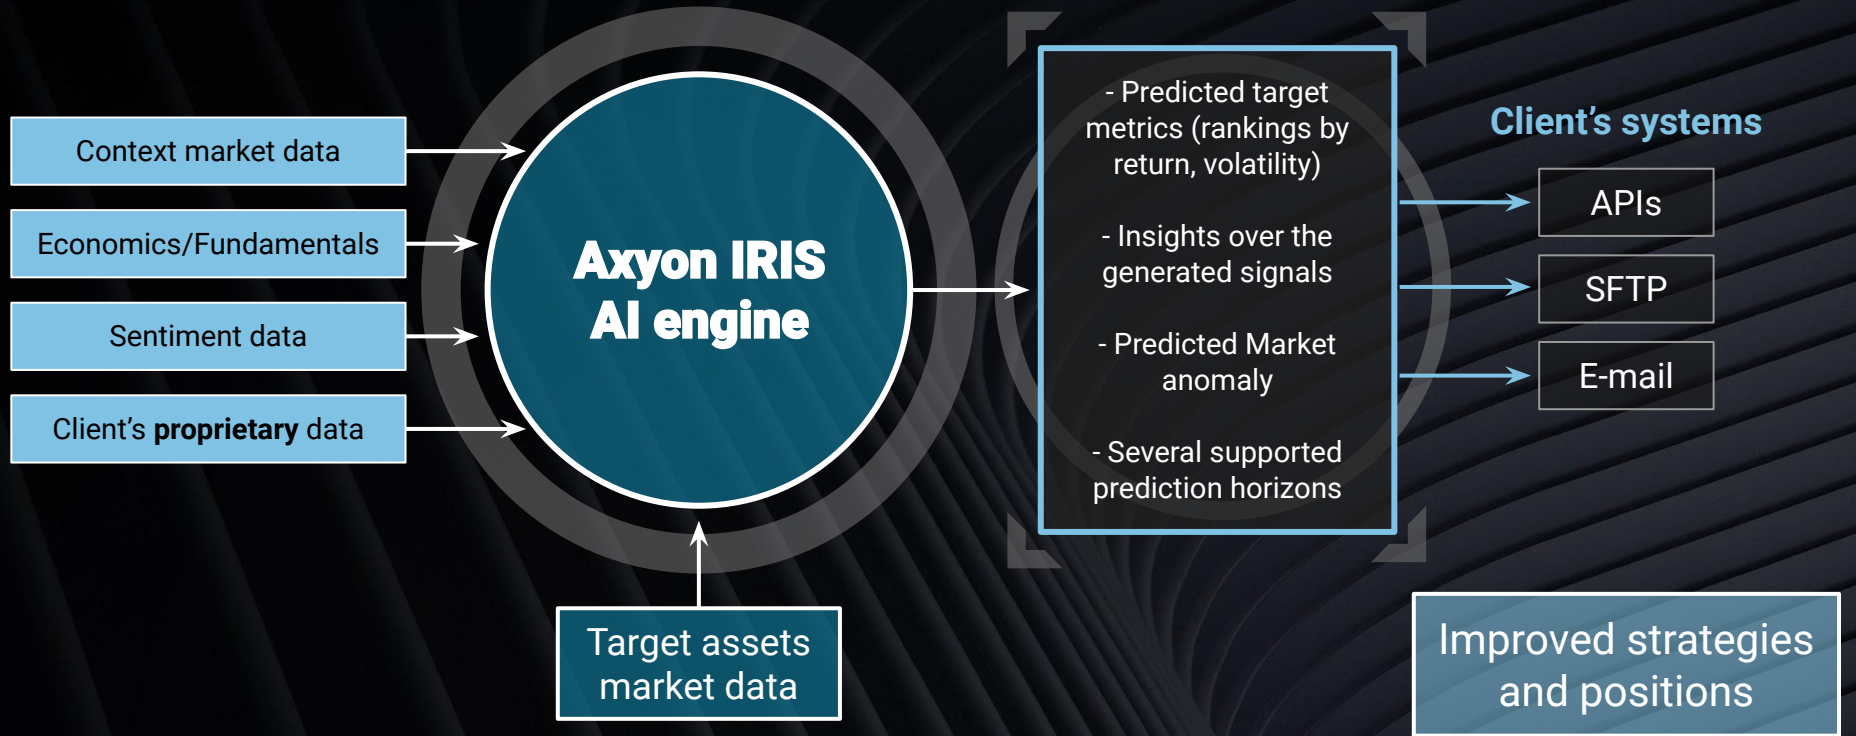 Context market data
Economics/Fundamentals
Sentiment data
Client's proprietary data
Axyon IRIS
AI engine
Target assets
market data
- Predicted target
metrics (rankings by
return, volatility)
- Insights over the
generated signals
- Predicted Market
anomaly
- Several supported
prediction horizons
Client's systems
APIs
SFTP
E-mail
Improved strategies
and positions